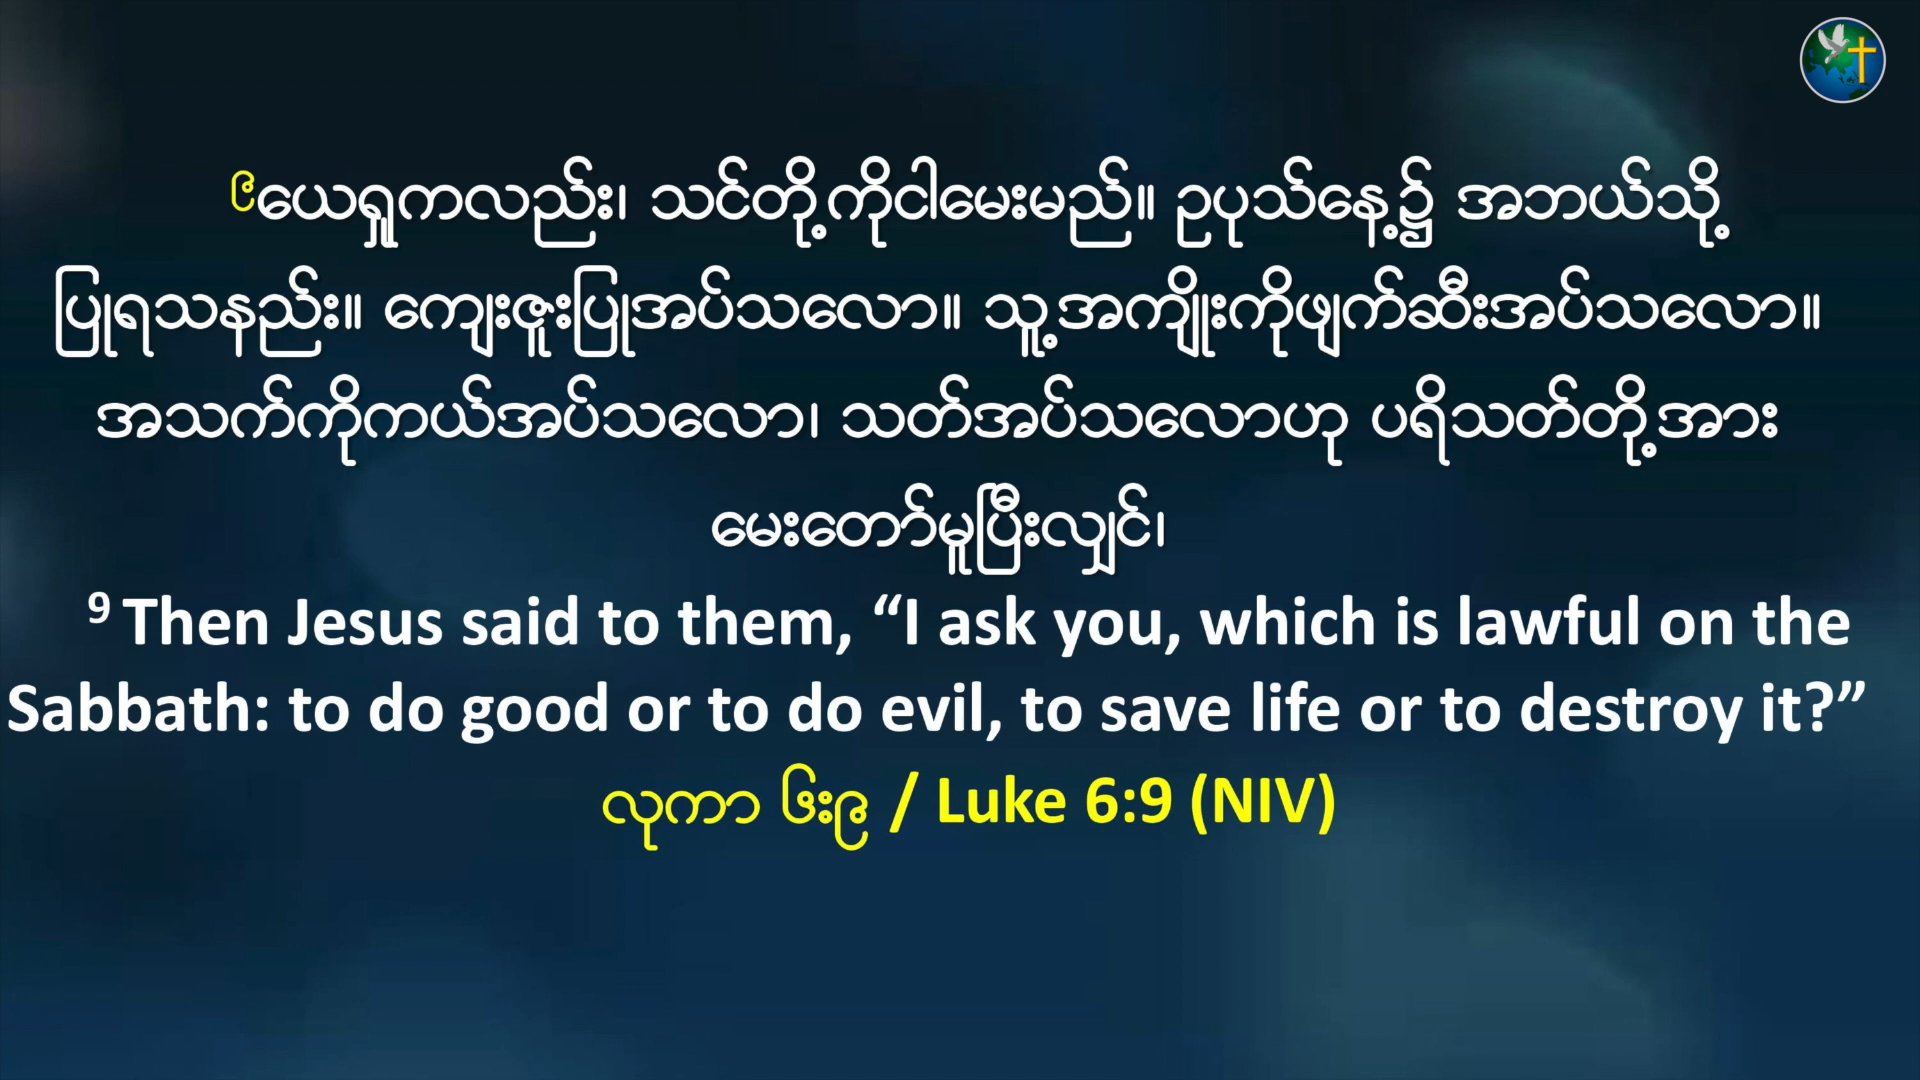 ၉ယေရှုကလည်း၊ သင်တို့ကိုငါမေးမည်။ ဥပုသ်နေ့၌ အဘယ်သို့
ပြုရသနည်း။ ကျေးဇူးပြုအပ်သလော။ သူ့အကျိုးကိုဖျက်ဆီးအပ်သလော။
အသက်ကိုကယ်အပ်သလော၊ သတ်အပ်သလောဟု ပရိသတ်တို့အား
မေးတော်မူပြီးလျှင်၊
9 Then Jesus said to them, “I ask you, which is lawful on the
Sabbath: to do good or to do evil, to save life or to destroy it?”
လုကာ ၆း၉ / Luke 6:9 (NIV)